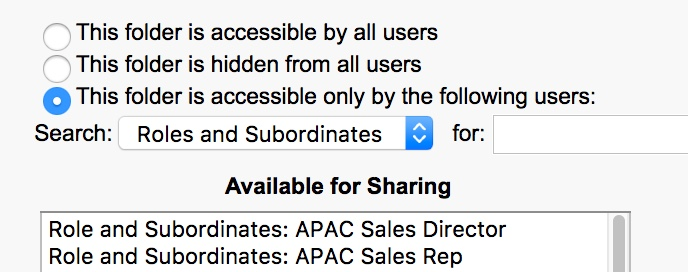 This folder is accessible by all users
This folder is hidden from all users
This folder is accessible only by the following users:
Search: Roles and Subordinates for:
Available for Sharing
Role and Subordinates: APAC Sales Director
Role and Subordinates: APAC Sales Rep